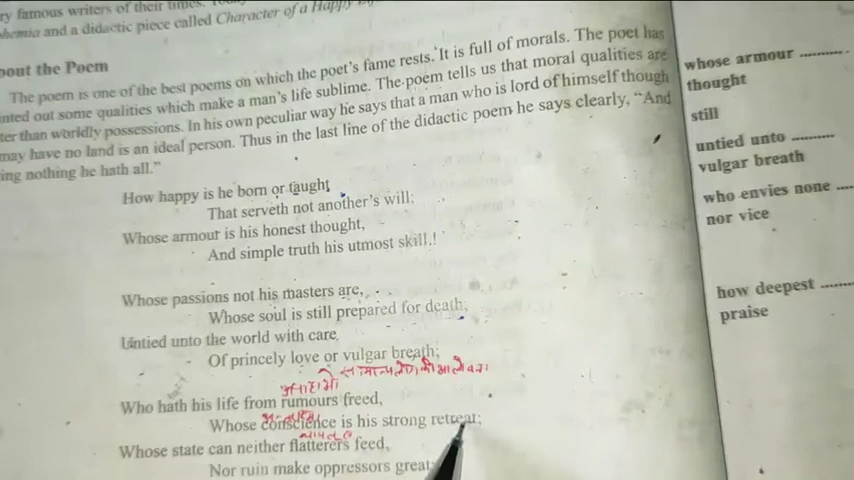 ry famous writers of their times.
hemia and a didactic piece called Character of a Happy
bout the Poem
The poem is one of the best poems on which the poet's fame rests. It is full of morals. The poet has
inted out some qualities which make a man's life sublime. The poem tells us that moral qualities are
ter than worldly possessions. In his own peculiar way he says that a man who is lord of himself though
may have no land is an ideal person. Thus in the last line of the didactic poem he says clearly, "And
ing nothing he hath all."
How happy is he born or taught
That serveth not another's will;
Whose armour is his honest thought,
And simple truth his utmost skill.!
Whose passions not his masters are,
Whose soul is still prepared for death;
Untied unto the world with care
Of princely love or vulgar breath;
Who hath his life from rumours freed,
Whose conscience is his strong retreat;
Whose state can neither flatterers feed,
Nor ruin make oppressors great
whose armour ..........
thought
still
untied unto ..........
vulgar breath
who envies none ....
nor vice
how deepest ........
praise